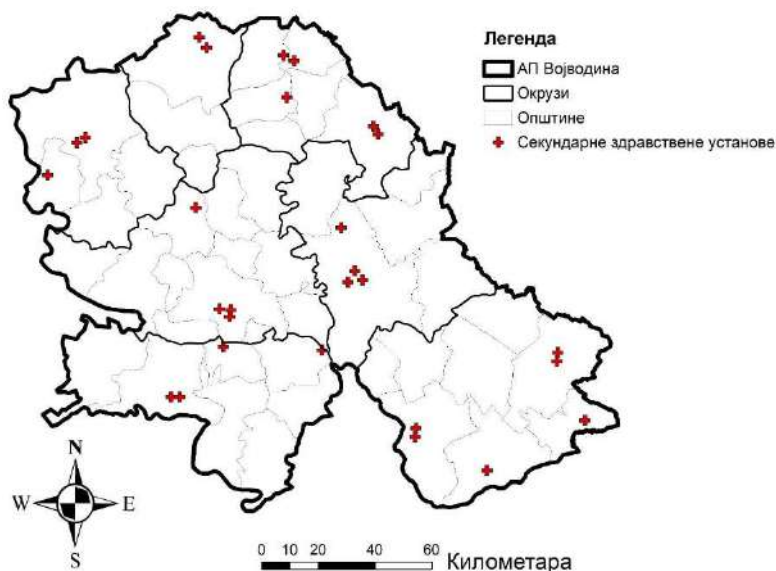 Легенда
АП Војводина
Окрузи
Општине
Секундарне здравствене установе
N
W E
S
0 10 20 40 60
Километара